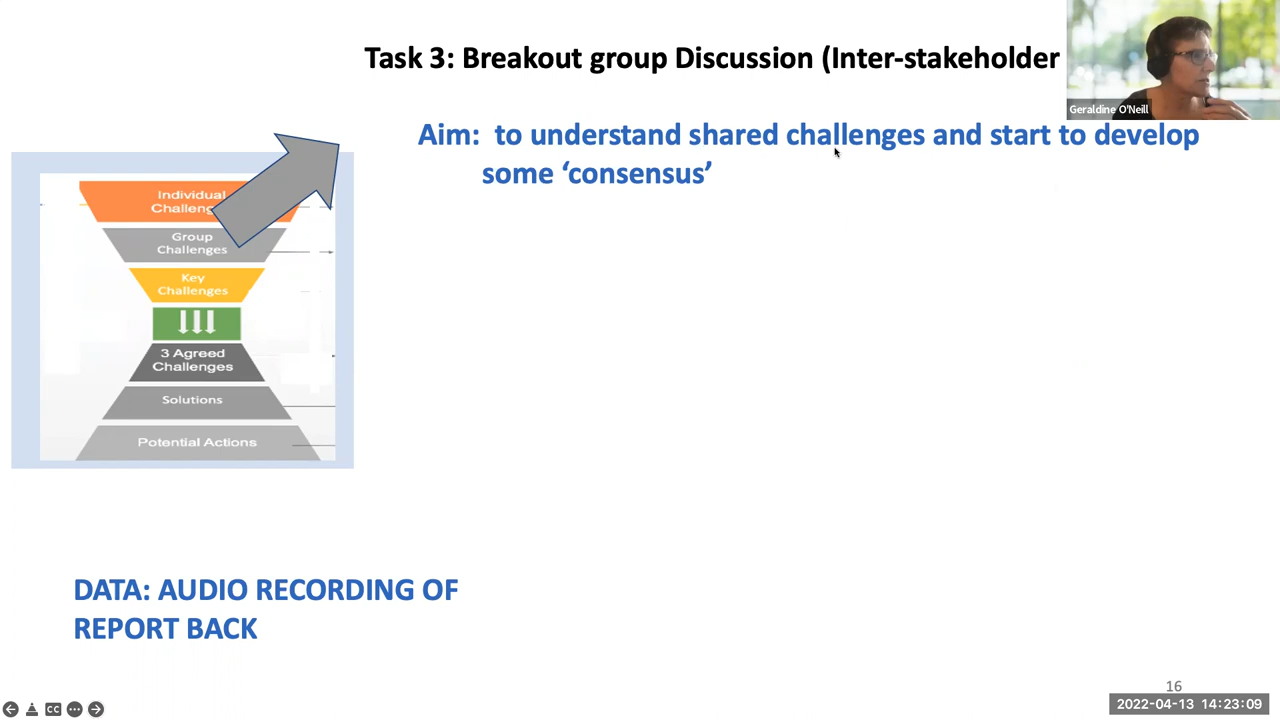 Task 3: Breakout group Discussion (Inter-stakeholder
Geraldine O'Neill
Aim: to understand shared challenges and start to develop
some ‘consensus’
Individual
Group
Challenges
Key
Challenges
3 Agreed
Challenges
Solutions
Potential Actions
DATA: AUDIO RECORDING OF
REPORT BACK
16
CC
2022-04-13 14:23:09